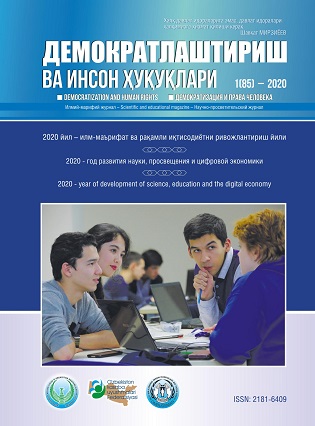 Шавкат МИРЗИЁЕВ
ДЕМОКРАТЛАШТИРИШ
ВА ИНСОН ҲУҚУҚЛАРИ 1(85) – 2020
■ DEMOCRATIZATION AND HUMAN RIGHTS ■ ДЕМОКРАТИЗАЦИЯ И ПРАВА ЧЕЛОВЕКА
Илмий-маърифий журнал – Scientific and educational magazine – Научно-просветительский журнал
2020 йил – илм-маърифат ва рақамли иқтисодиётни ривожлантириш йили
2020 - год развития науки, просвещения и цифровой экономики
2020 - year of development of science, education and the digital economy
ISSN: 2181-6409